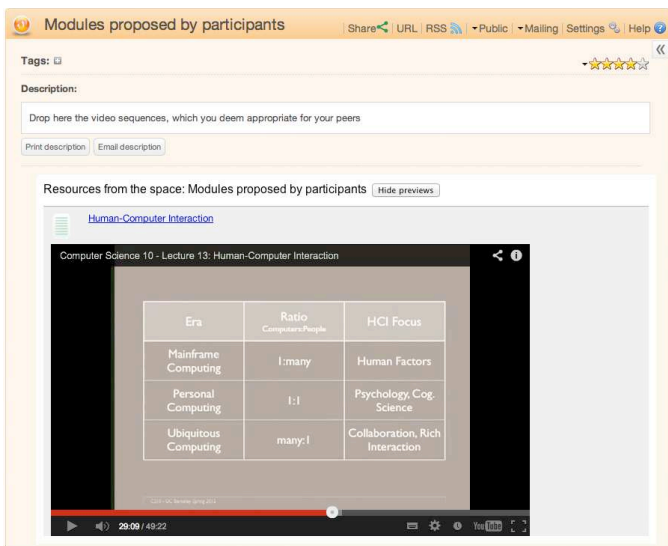 Modules proposed by participants
Share | URL | RSS | Public | Mailing | Settings | Help
Tags:
Description:
Drop here the video sequences, which you deem appropriate for your peers
Print description Email description
Resources from the space: Modules proposed by participants Hide previews
Human-Computer Interaction
Computer Science 10 - Lecture 13: Human-Computer Interaction
Era Ratio HCI Focus
Computers:People
Mainframe Computing 1:many Human Factors
Personal Computing 1:1 Psychology, Cog. Science
Ubiquitous Computing many:1 Collaboration, Rich Interaction
29:09 / 49:22 YouTube